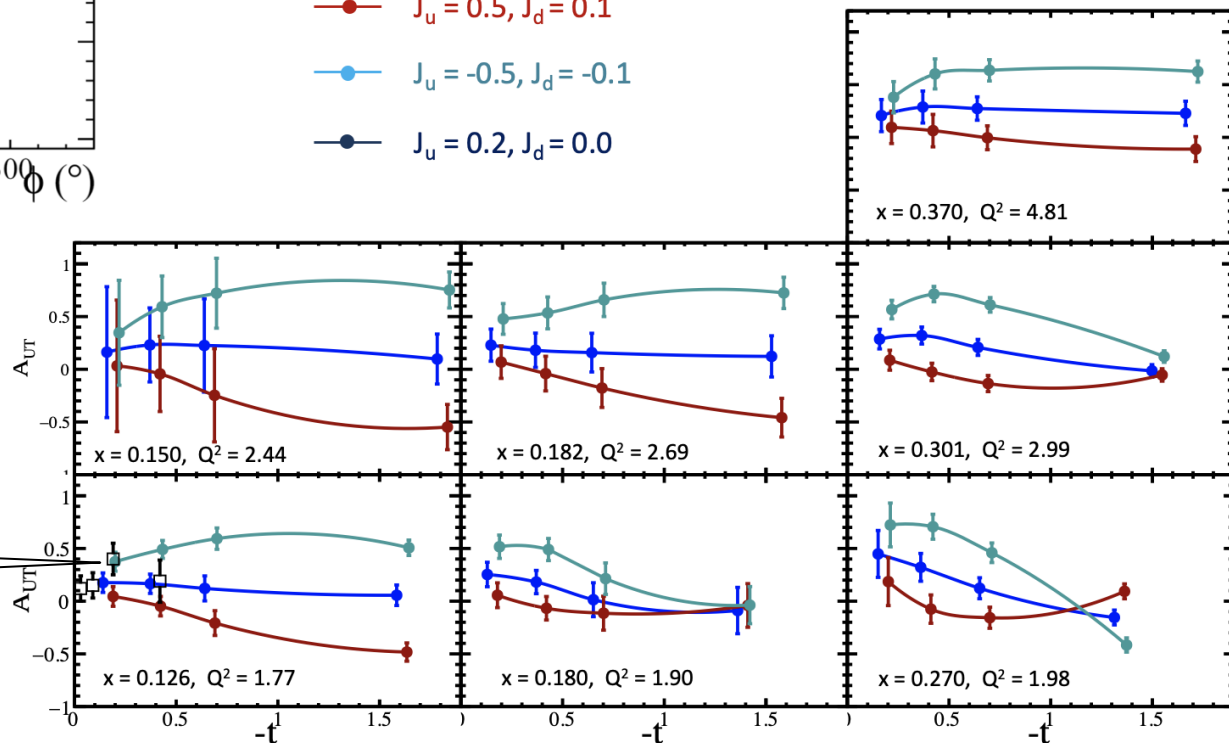 J_u = 0.5, J_d = 0.1
J_u = -0.5, J_d = -0.1
J_u = 0.2, J_d = 0.0
00
ϕ (°)
x = 0.370, Q² = 4.81
1
0.5
0
−0.5
A_UT
x = 0.150, Q² = 2.44
x = 0.182, Q² = 2.69
x = 0.301, Q² = 2.99
1
0.5
0
−0.5
−1
A_UT
x = 0.126, Q² = 1.77
x = 0.180, Q² = 1.90
x = 0.270, Q² = 1.98
0 0.5 1 1.5 0.5 1 1.5 0.5 1 1.5
-t -t -t